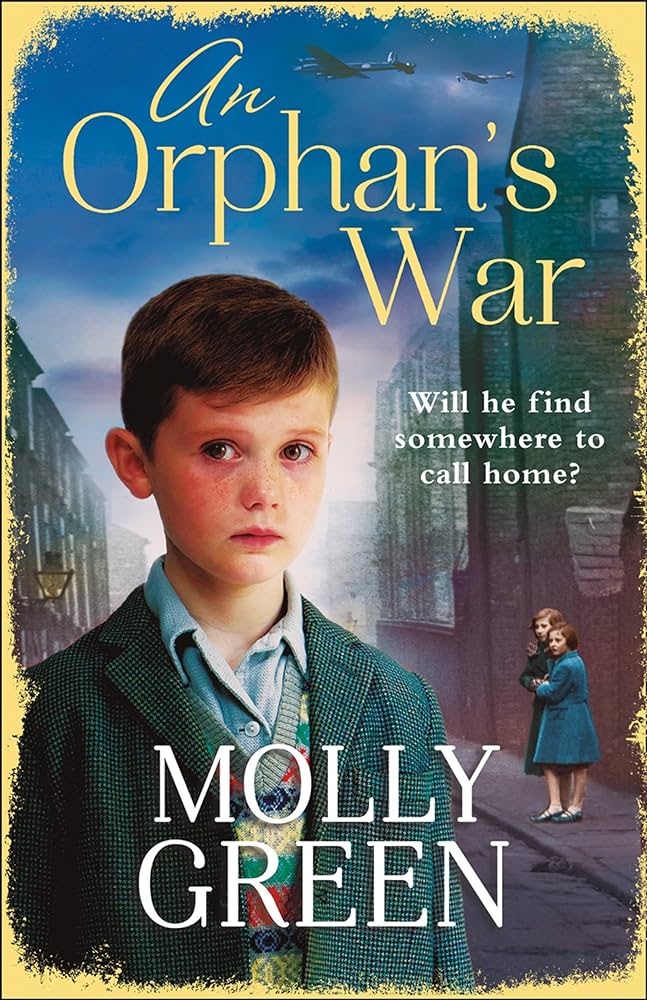 An
Orphan's
War
Will he find
somewhere to
call home?
MOLLY
GREEN